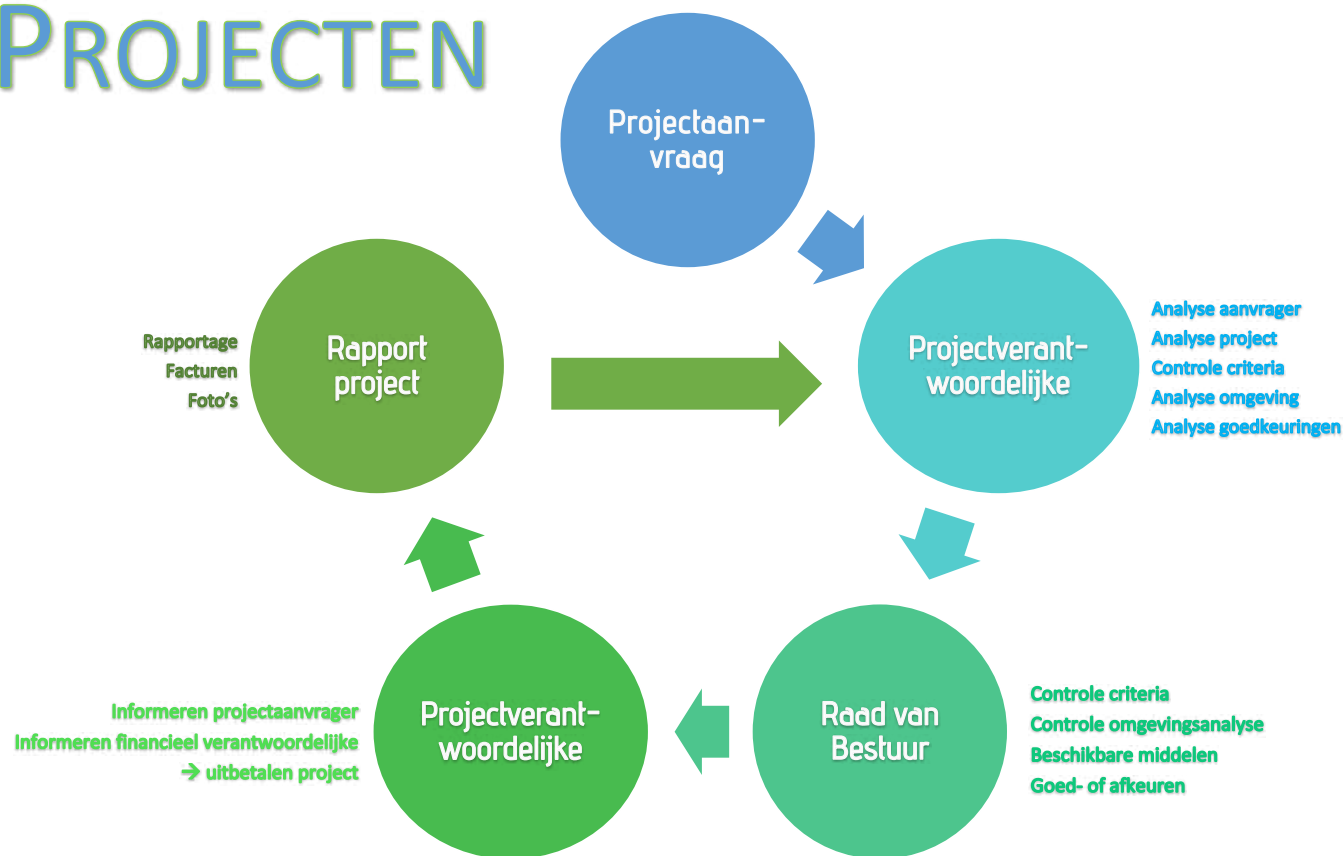 PROJECTEN
Projectaan-
vraag
Projectverant-
woordelijke
Analyse aanvrager
Analyse project
Controle criteria
Analyse omgeving
Analyse goedkeuringen
Raad van
Bestuur
Controle criteria
Controle omgevingsanalyse
Beschikbare middelen
Goed- of afkeuren
Projectverant-
woordelijke
Informeren projectaanvrager
Informeren financieel verantwoordelijke
→ uitbetalen project
Rapport
project
Rapportage
Facturen
Foto's